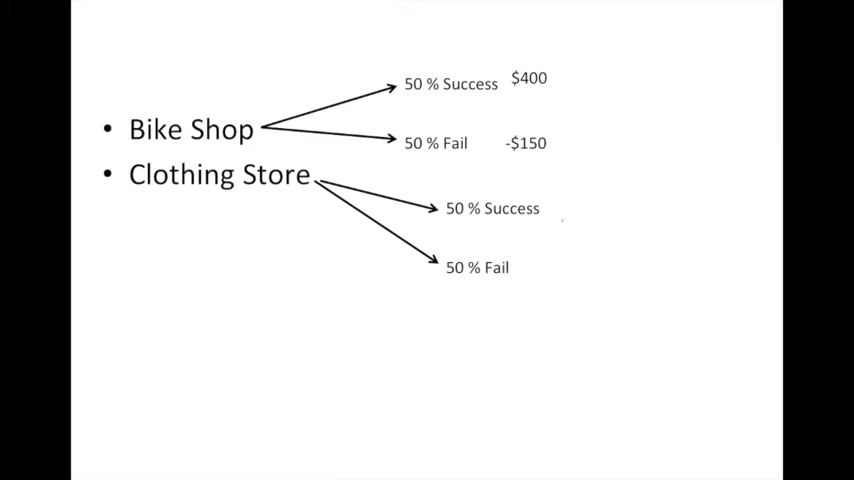 50 % Success $400
• Bike Shop
50 % Fail -$150
• Clothing Store
50 % Success
50 % Fail